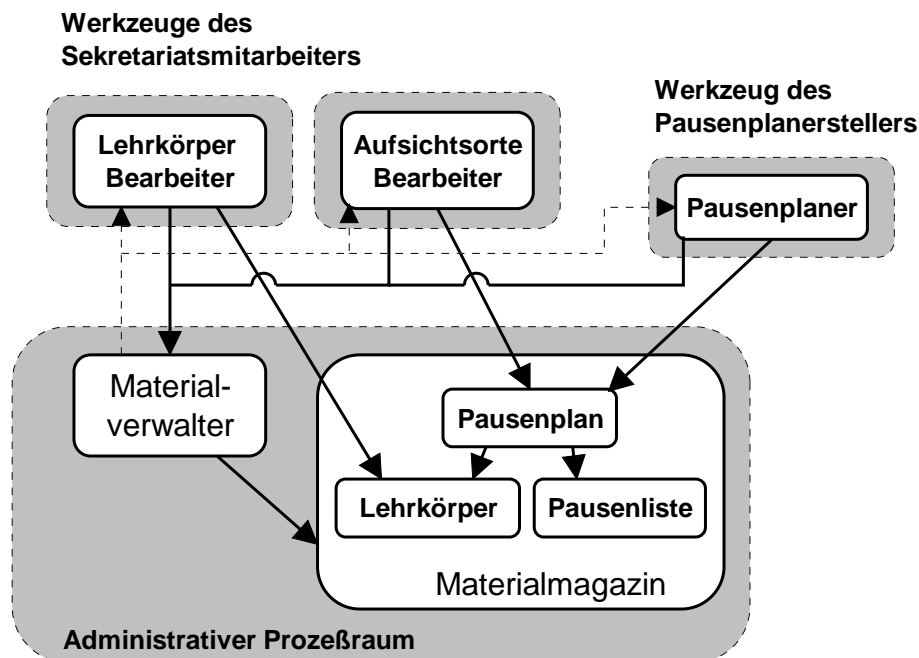 Werkzeuge des
Sekretariatsmitarbeiters
Werkzeug des
Pausenplanerstellers
Lehrkörper
Bearbeiter
Aufsichtsorte
Bearbeiter
Pausenplaner
Material-
verwalter
Pausenplan
Lehrkörper
Pausenliste
Materialmagazin
Administrativer Prozeßraum